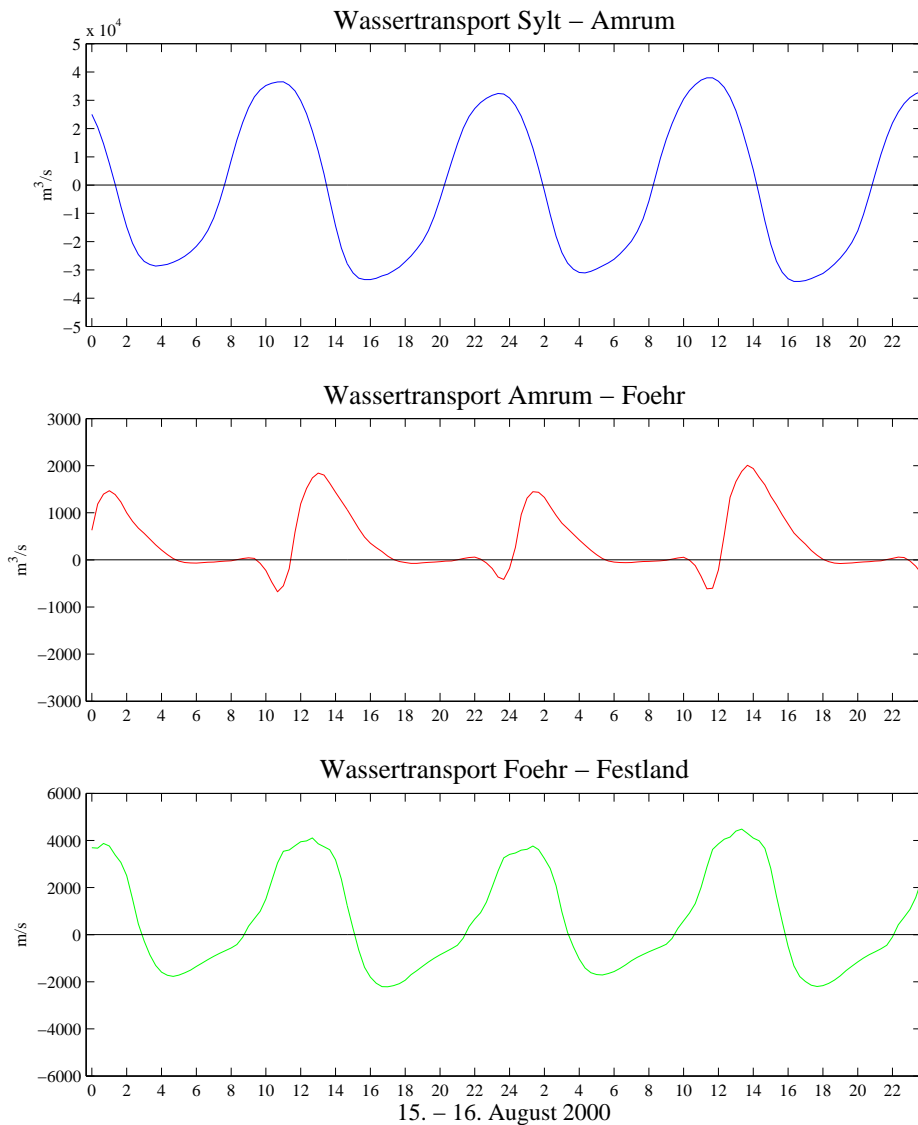 Wassertransport Sylt – Amrum
x 10⁴
5
4
3
2
1
0
−1
−2
−3
−4
−5
m³/s
0 2 4 6 8 10 12 14 16 18 20 22 24 2 4 6 8 10 12 14 16 18 20 22
Wassertransport Amrum – Foehr
3000
2000
1000
0
−1000
−2000
−3000
m³/s
0 2 4 6 8 10 12 14 16 18 20 22 24 2 4 6 8 10 12 14 16 18 20 22
Wassertransport Foehr – Festland
6000
4000
2000
0
−2000
−4000
−6000
m/s
0 2 4 6 8 10 12 14 16 18 20 22 24 2 4 6 8 10 12 14 16 18 20 22
15. – 16. August 2000